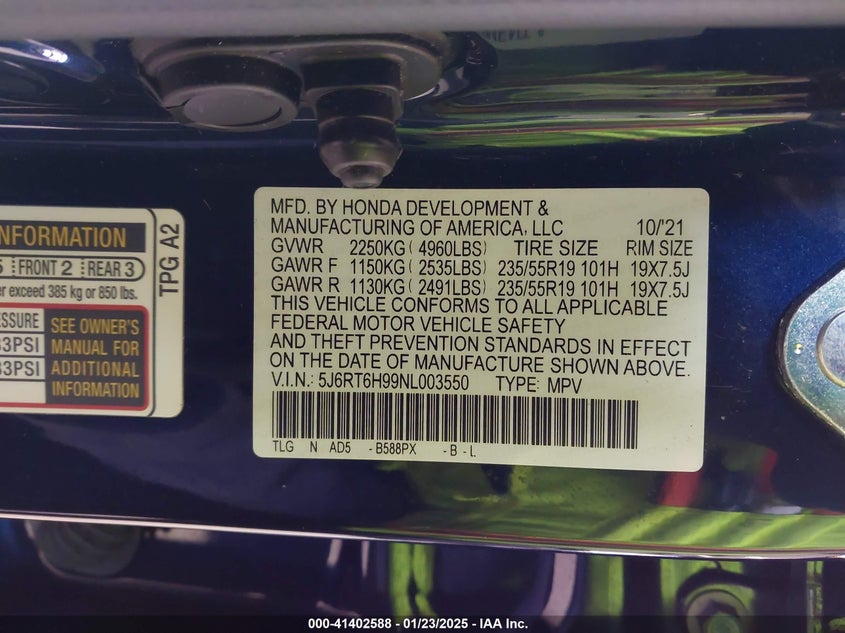 MFD. BY HONDA DEVELOPMENT &
MANUFACTURING OF AMERICA, LLC 10/'21
GVWR 2250KG ( 4960LBS) TIRE SIZE RIM SIZE
GAWR F 1150KG ( 2535LBS) 235/55R19 101H 19X7.5J
GAWR R 1130KG ( 2491LBS) 235/55R19 101H 19X7.5J
THIS VEHICLE CONFORMS TO ALL APPLICABLE
FEDERAL MOTOR VEHICLE SAFETY
AND THEFT PREVENTION STANDARDS IN EFFECT
ON THE DATE OF MANUFACTURE SHOWN ABOVE.
V.I.N.: 5J6RT6H99NL003550 TYPE: MPV
TLG N AD5 - B588PX - B - L
INFORMATION
FRONT 2 REAR 3
exceed 385 kg or 850 lbs.
TPG A2
SEE OWNER'S
MANUAL FOR
ADDITIONAL
INFORMATION
000-41402588 - 01/23/2025 - IAA Inc.